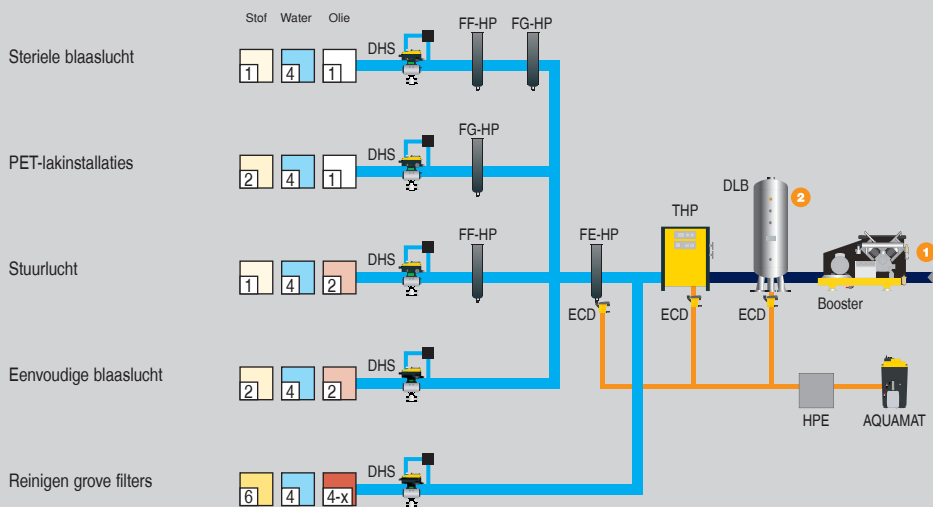 Stof Water Olie
Steriele blaaslucht 1 4 1 DHS FF-HP FG-HP
PET-lakinstallaties 2 4 1 DHS FG-HP
DLB 2
THP
Stuurlucht 1 4 2 DHS FF-HP FE-HP 1
Booster
ECD ECD ECD
Eenvoudige blaaslucht 2 4 2 DHS
HPE AQUAMAT
Reinigen grove filters 6 4 4-x DHS